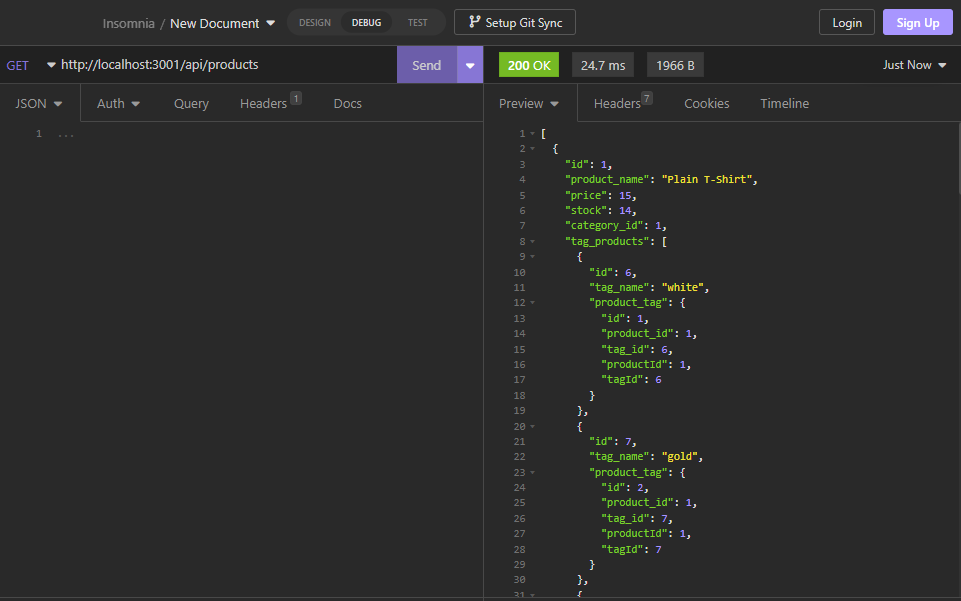 Insomnia / New Document DESIGN DEBUG TEST Setup Git Sync Login Sign Up
GET http://localhost:3001/api/products Send 200 OK 24.7 ms 1966 B Just Now
JSON Auth Query Headers 1 Docs Preview Headers 7 Cookies Timeline
1 ...
1 [
2 {
3 "id": 1,
4 "product_name": "Plain T-Shirt",
5 "price": 15,
6 "stock": 14,
7 "category_id": 1,
8 "tag_products": [
9 {
10 "id": 6,
11 "tag_name": "white",
12 "product_tag": {
13 "id": 1,
14 "product_id": 1,
15 "tag_id": 6,
16 "productId": 1,
17 "tagId": 6
18 }
19 },
20 {
21 "id": 7,
22 "tag_name": "gold",
23 "product_tag": {
24 "id": 2,
25 "product_id": 1,
26 "tag_id": 7,
27 "productId": 1,
28 "tagId": 7
29 }
30 },
31 {